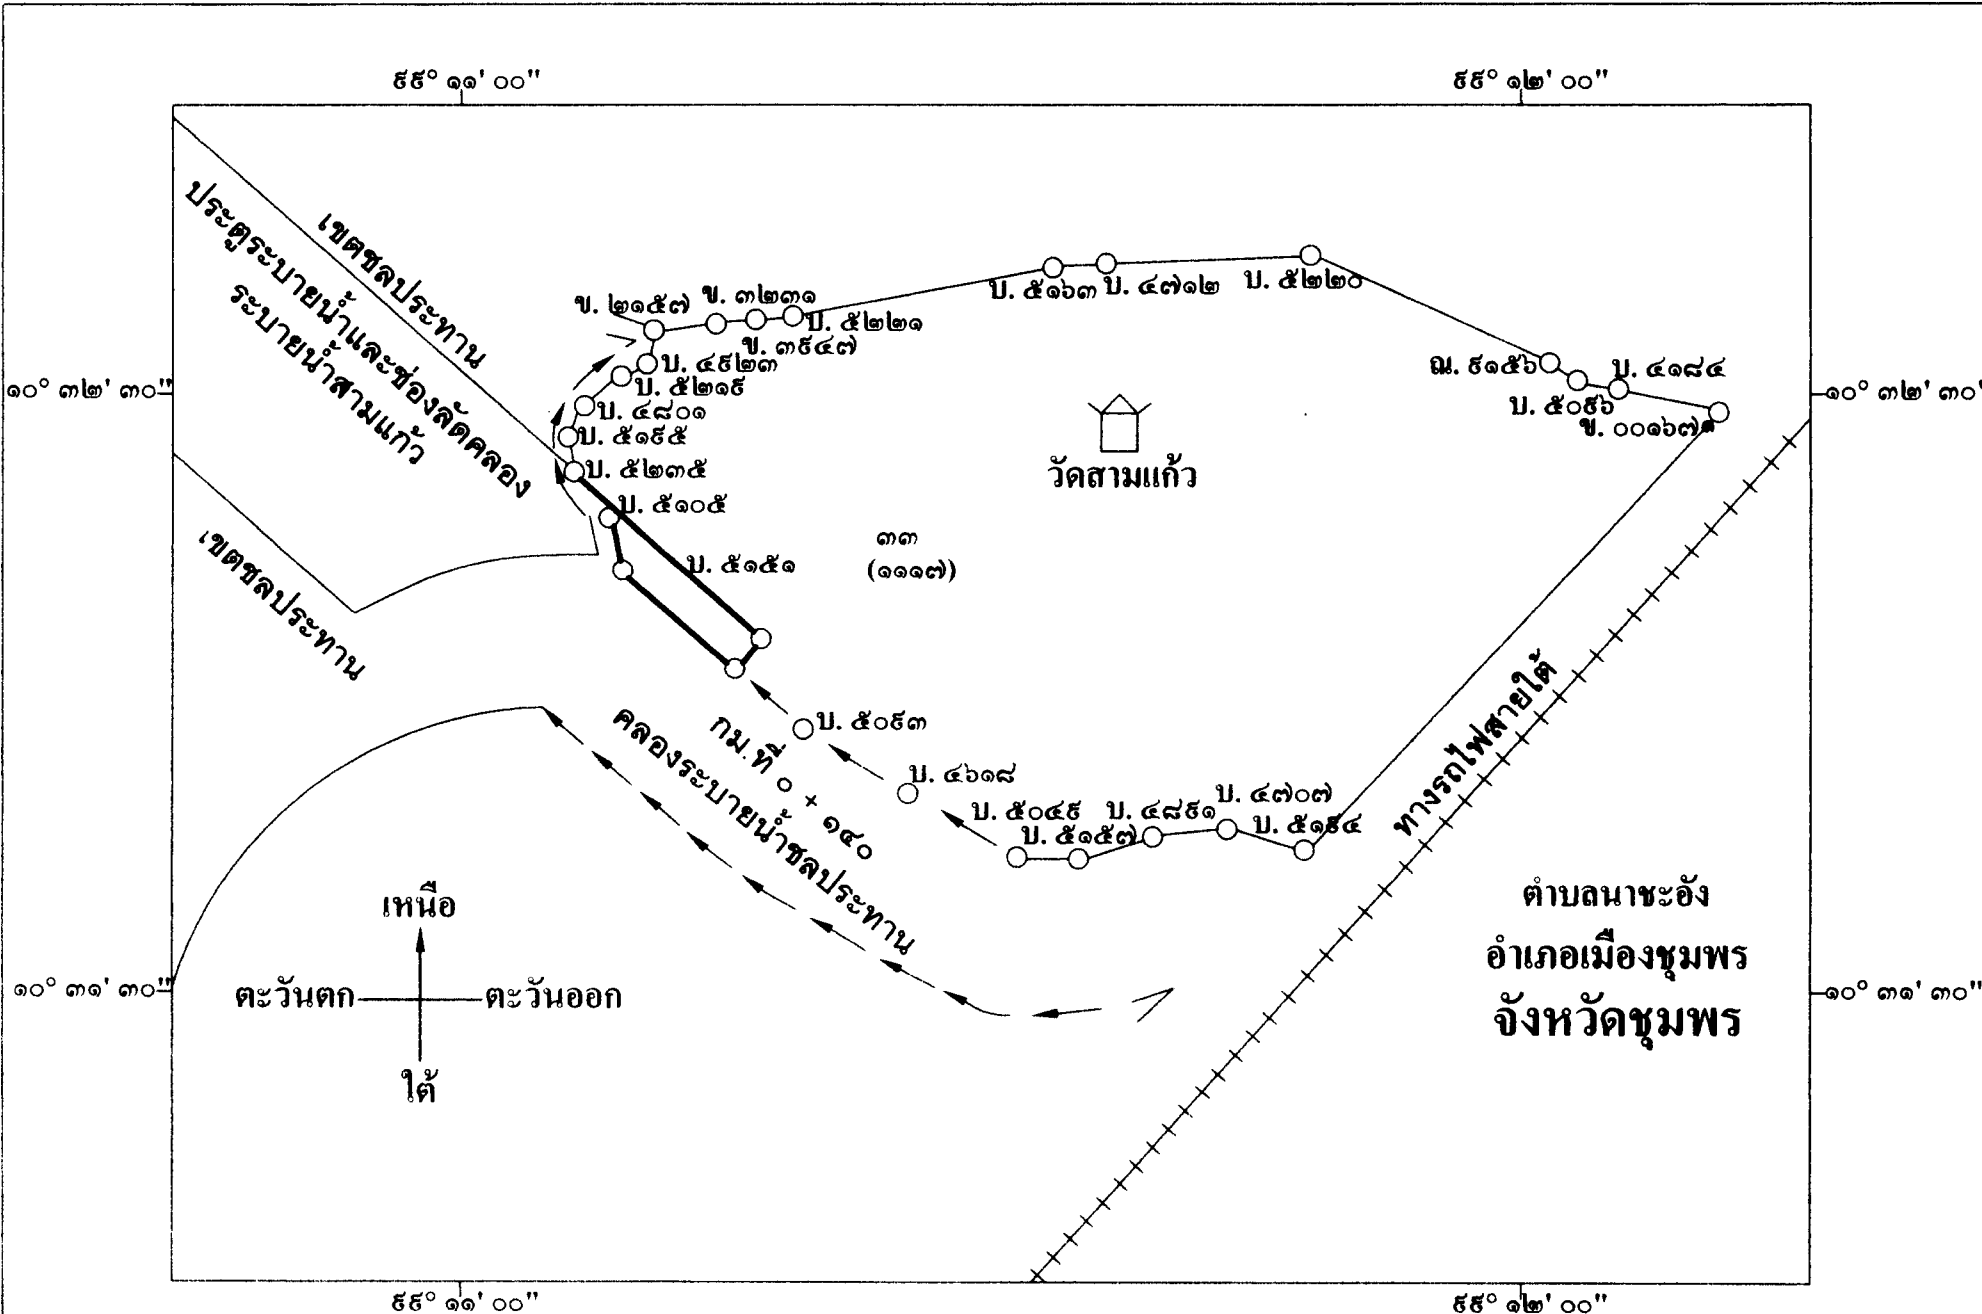 ๙๙° ๑๑' ๐๐"
๙๙° ๑๒' ๐๐"
เขตชลประทาน
ประตูระบายน้ำและช่องลัดคลอง
ระบายน้ำสามแก้ว
ข. ๒๑๕๗
ข. ๓๒๓๑
ข. ๓๙๔๗
บ. ๕๒๒๑
บ. ๕๑๖๓
บ. ๔๗๑๒
บ. ๕๒๒๐
๑๐° ๓๒' ๓๐"
บ. ๔๙๒๓
บ. ๕๒๑๙
บ. ๔๘๐๑
บ. ๕๑๙๕
บ. ๕๒๓๕
บ. ๕๑๐๕
บ. ๕๑๕๑
ณ. ๙๑๕๖
บ. ๔๑๘๔
บ. ๕๐๙๖
ข. ๐๐๑๖๗๑
๑๐° ๓๒' ๓๐"
วัดสามแก้ว
๓๓
(๑๑๑๗)
เขตชลประทาน
บ. ๕๐๙๓
กม.ที่ ๐ + ๑๔๐
คลองระบายน้ำชลประทาน
บ. ๔๖๑๘
บ. ๕๐๔๙
บ. ๕๑๕๗
บ. ๔๘๙๑
บ. ๔๗๐๗
บ. ๕๑๙๔
ทางรถไฟสายใต้
เหนือ
ตะวันตก
ตะวันออก
ใต้
๑๐° ๓๑' ๓๐"
ตำบลนาชะอัง
อำเภอเมืองชุมพร
จังหวัดชุมพร
๑๐° ๓๑' ๓๐"
๙๙° ๑๑' ๐๐"
๙๙° ๑๒' ๐๐"